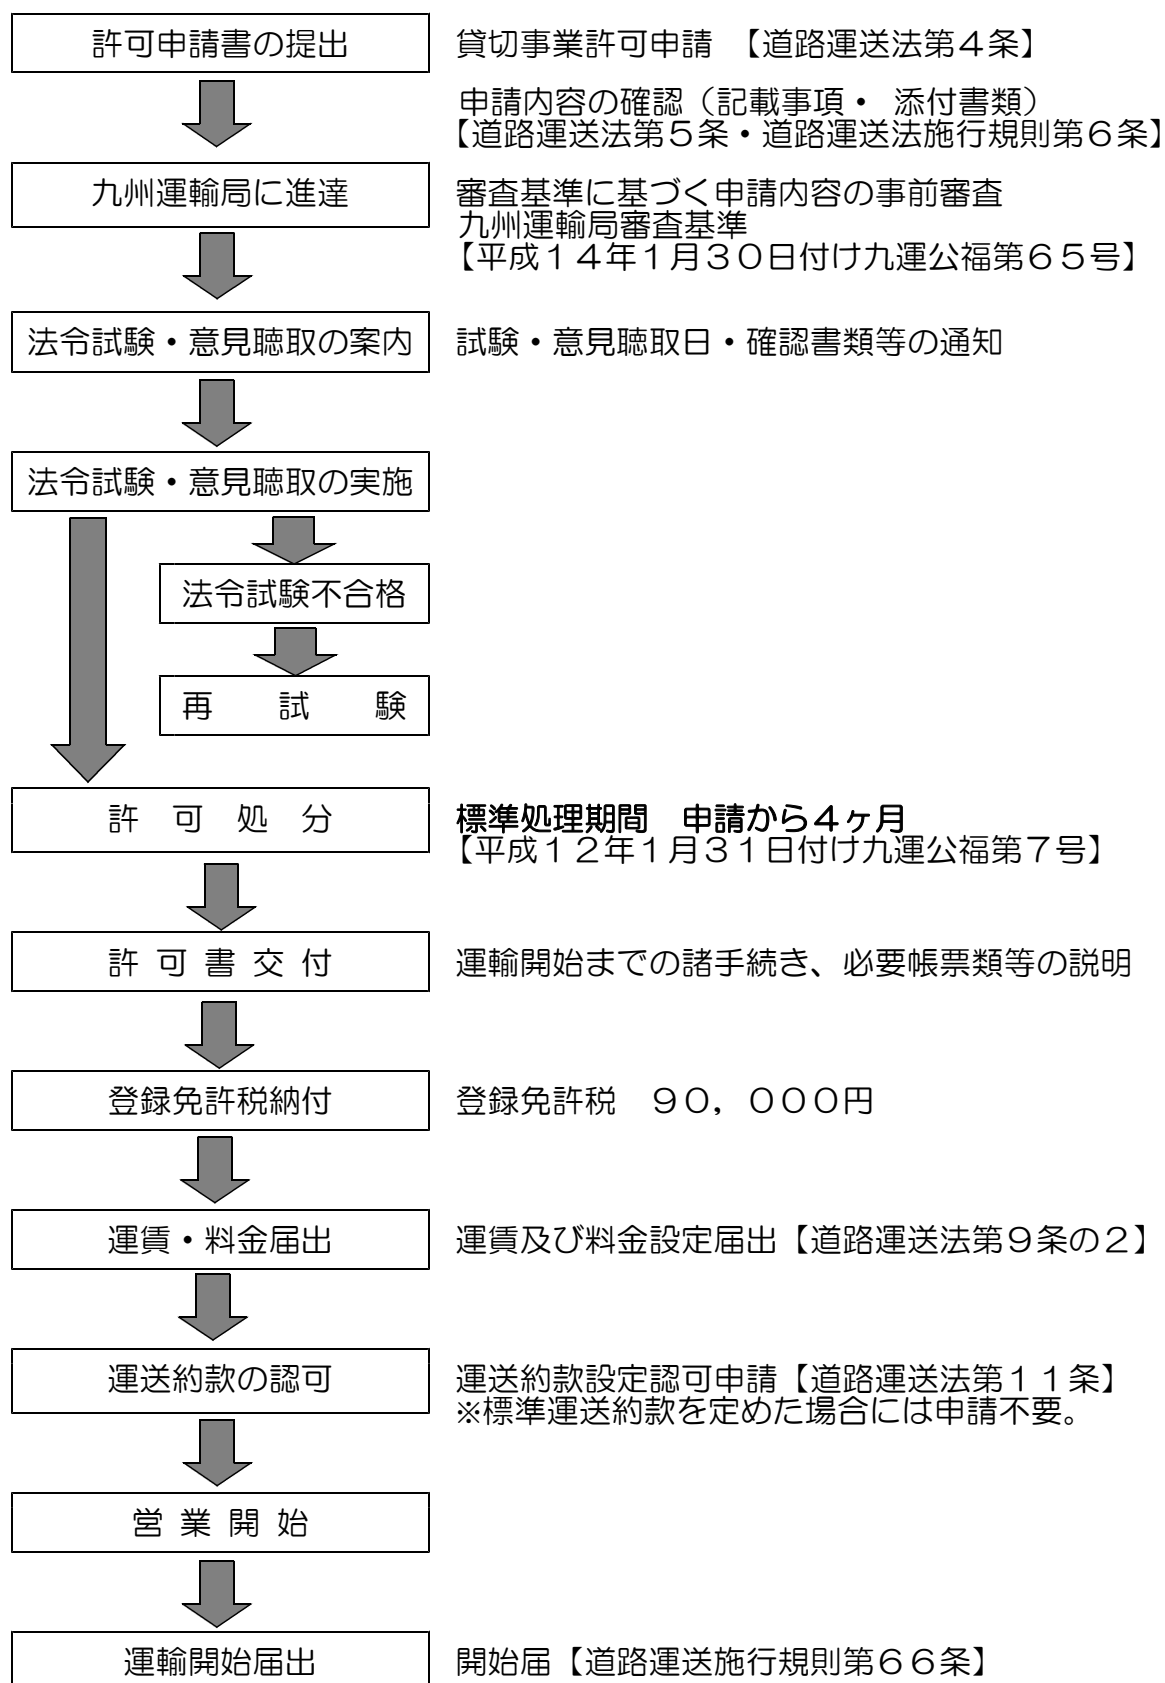 許可申請書の提出
貸切事業許可申請　【道路運送法第４条】
申請内容の確認（記載事項・ 添付書類）
【道路運送法第５条・道路運送法施行規則第６条】
九州運輸局に進達
審査基準に基づく申請内容の事前審査
九州運輸局審査基準
【平成１４年１月３０日付け九運公福第６５号】
法令試験・意見聴取の案内
試験・意見聴取日・確認書類等の通知
法令試験・意見聴取の実施
法令試験不合格
再　　試　　験
許　可　処　分
標準処理期間　申請から４ヶ月
【平成１２年１月３１日付け九運公福第７号】
許 可 書 交 付
運輸開始までの諸手続き、必要帳票類等の説明
登録免許税納付
登録免許税　９０，０００円
運賃・料金届出
運賃及び料金設定届出【道路運送法第９条の２】
運送約款の認可
運送約款設定認可申請【道路運送法第１１条】
※標準運送約款を定めた場合には申請不要。
営 業 開 始
運輸開始届出
開始届【道路運送施行規則第６６条】